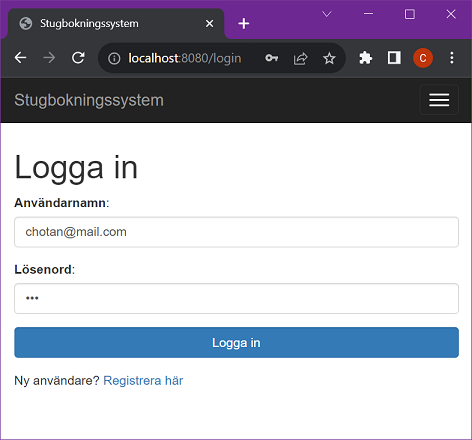 Stugbokningssystem
localhost:8080/login
C
Stugbokningssystem
Logga in
Användarnamn:
chotan@mail.com
Lösenord:
•••
Logga in
Ny användare? Registrera här